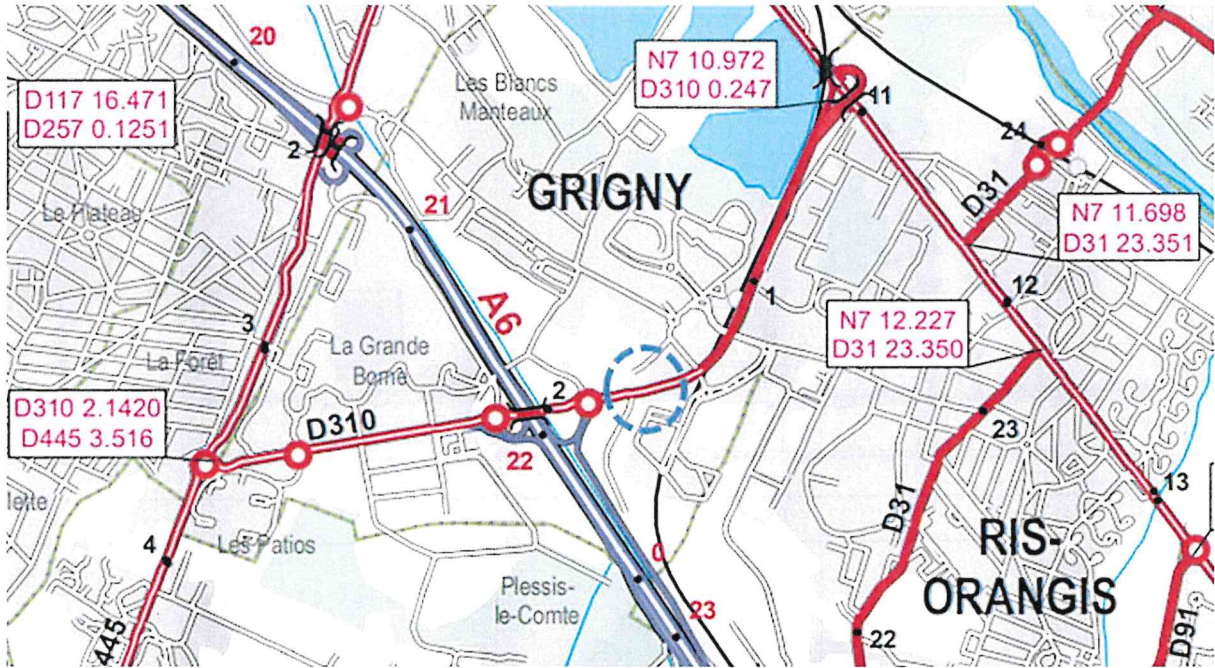 20
D117 16.471
D257 0.1251
2
Les Blancs
Manteaux
N7 10.972
D310 0.247
11
24
D31
Le Plateau
21
GRIGNY
N7 11.698
D31 23.351
A6
1
12
3
La Forêt
La Grande
Borne
N7 12.227
D31 23.350
D310 2.1420
D445 3.516
D310
2
22
23
lette
13
D31
4
Les Patios
0
Plessis-
le-Comte
23
RIS-
ORANGIS
445
22
D91